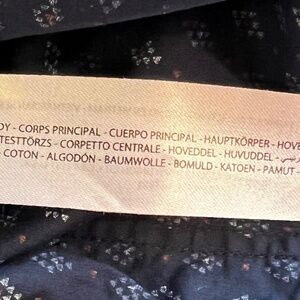 DY - CORPS PRINCIPAL - CUERPO PRINCIPAL - HAUPTKÖRPER - HOVE
TESTTÖRZS - CORPETTO CENTRALE - HOVEDDEL - HUVUDDEL -
- COTON - ALGODÓN - BAUMWOLLE - BOMULD - KATOEN - PAMUT -